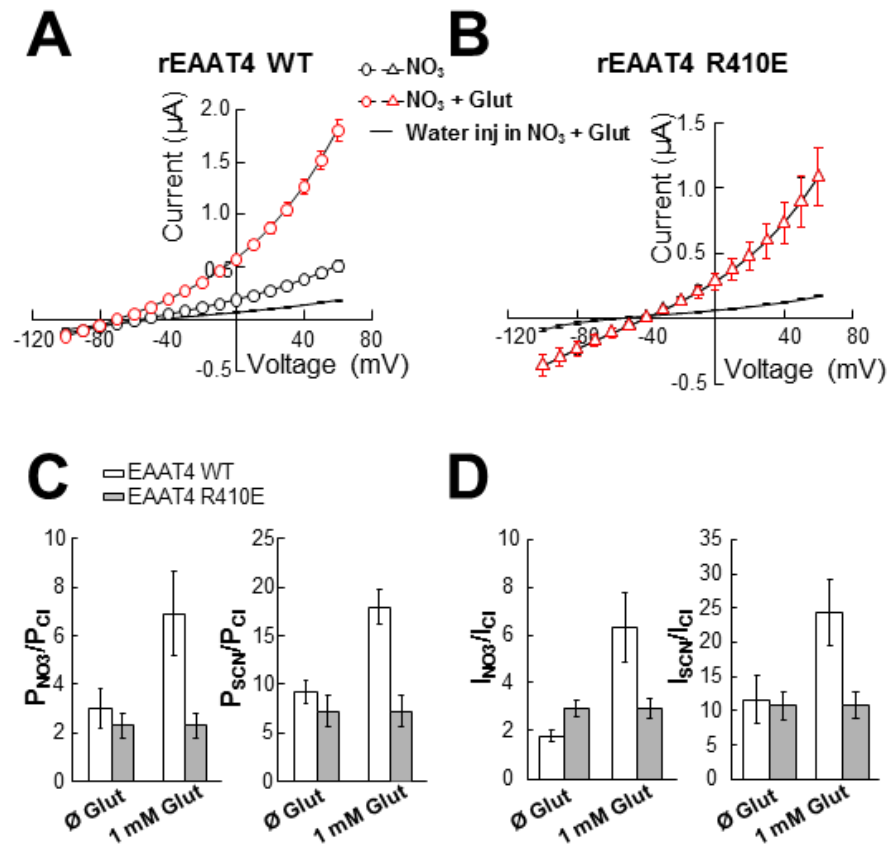 A
rEAAT4 WT
B
rEAAT4 R410E
NO3
NO3 + Glut
Water inj in NO3 + Glut
Current (µA)
2.0
1.5
1.0
0.5
-0.5
-120
-80
-40
0
40
80
Voltage (mV)
Current (µA)
1.5
1.0
0.5
-0.5
-120
-80
-40
0
40
80
Voltage (mV)
C
EAAT4 WT
EAAT4 R410E
PNO3/PCl
10
8
6
4
2
0
Ø Glut
1 mM Glut
PSCN/PCl
25
20
15
10
5
0
Ø Glut
1 mM Glut
D
INO3/ICl
10
8
6
4
2
0
Ø Glut
1 mM Glut
ISCN/ICl
35
30
25
20
15
10
5
0
Ø Glut
1 mM Glut